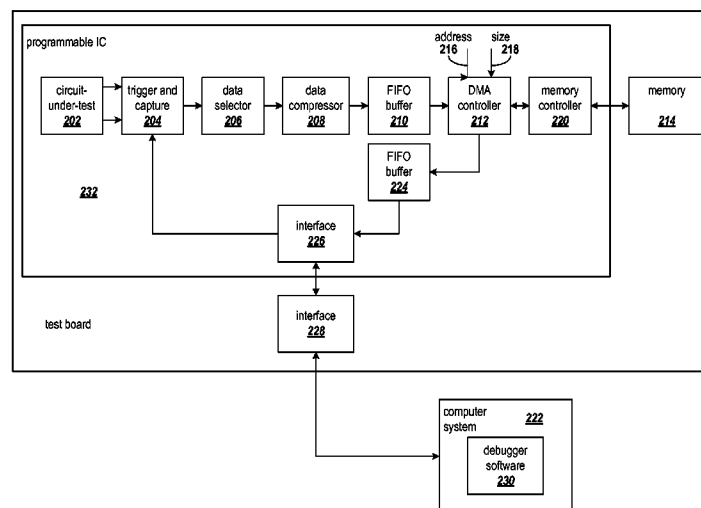 programmable IC
address
216
size
218
circuit-
under-test
202
trigger and
capture
204
data
selector
206
data
compressor
208
FIFO
buffer
210
DMA
controller
212
memory
controller
220
memory
214
FIFO
buffer
224
232
interface
226
interface
228
test board
computer
system
222
debugger
software
230